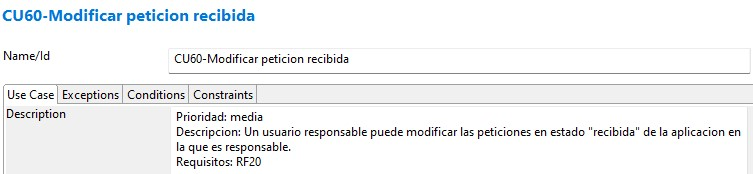 CU60-Modificar peticion recibida
Name/Id
CU60-Modificar peticion recibida
Use Case Exceptions Conditions Constraints
Description
Prioridad: media
Descripcion: Un usuario responsable puede modificar las peticiones en estado "recibida" de la aplicacion en
la que es responsable.
Requisitos: RF20